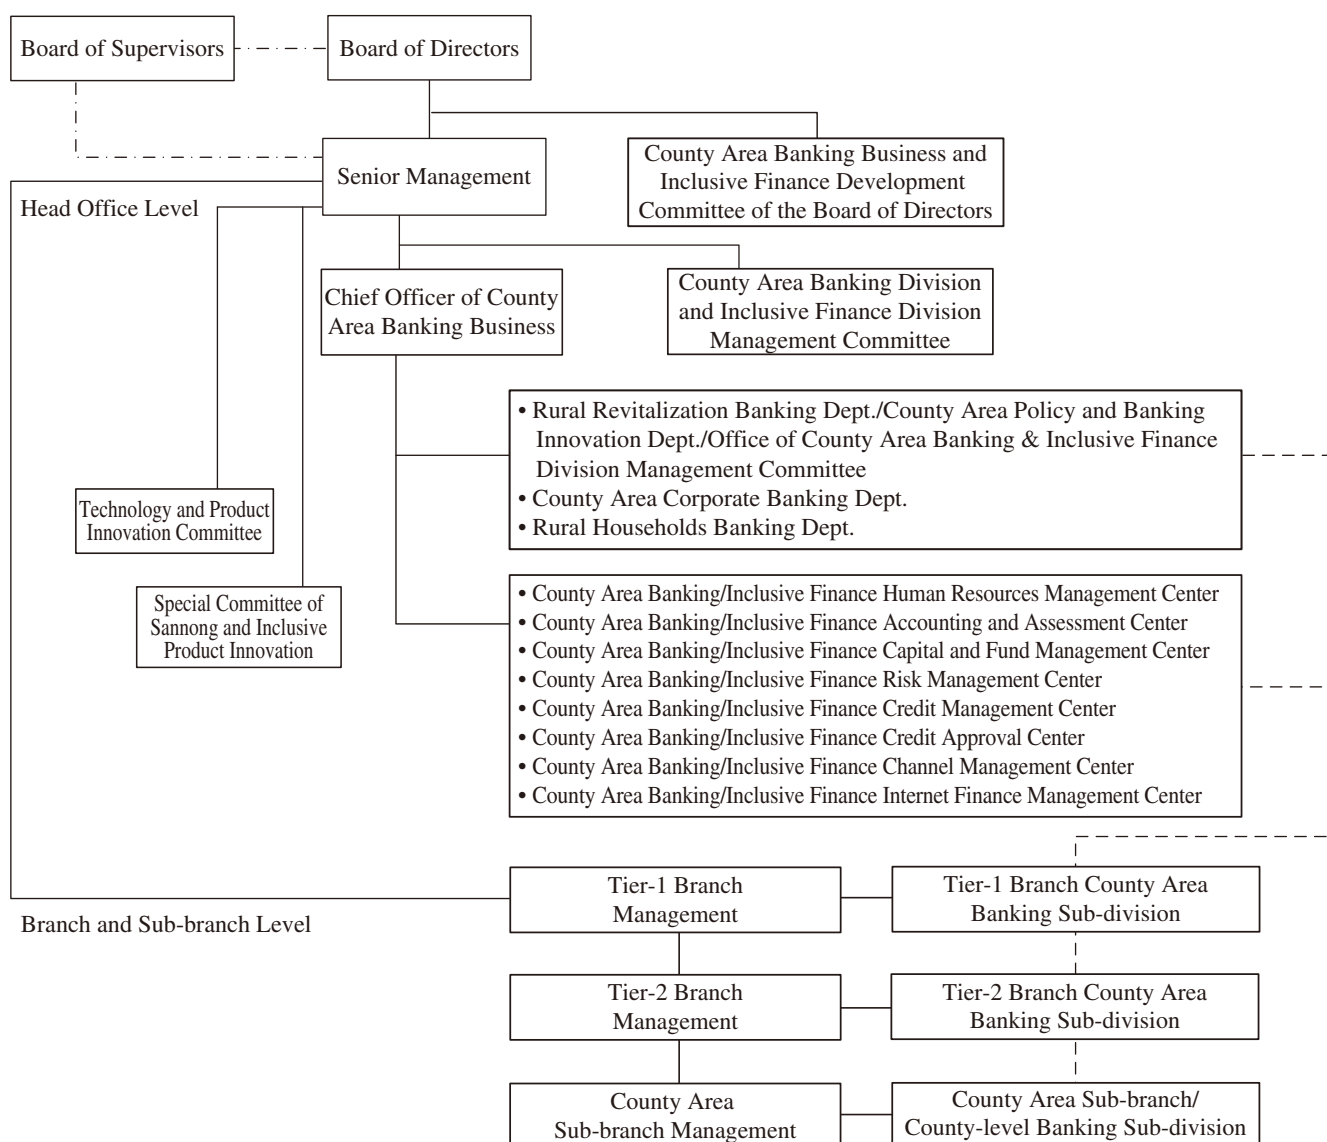 Board of Supervisors
Board of Directors
Senior Management
County Area Banking Business and
Inclusive Finance Development
Committee of the Board of Directors
Head Office Level
Chief Officer of County
Area Banking Business
County Area Banking Division
and Inclusive Finance Division
Management Committee
• Rural Revitalization Banking Dept./County Area Policy and Banking
Innovation Dept./Office of County Area Banking & Inclusive Finance
Division Management Committee
• County Area Corporate Banking Dept.
• Rural Households Banking Dept.
Technology and Product
Innovation Committee
Special Committee of
Sannong and Inclusive
Product Innovation
• County Area Banking/Inclusive Finance Human Resources Management Center
• County Area Banking/Inclusive Finance Accounting and Assessment Center
• County Area Banking/Inclusive Finance Capital and Fund Management Center
• County Area Banking/Inclusive Finance Risk Management Center
• County Area Banking/Inclusive Finance Credit Management Center
• County Area Banking/Inclusive Finance Credit Approval Center
• County Area Banking/Inclusive Finance Channel Management Center
• County Area Banking/Inclusive Finance Internet Finance Management Center
Tier-1 Branch
Management
Tier-1 Branch County Area
Banking Sub-division
Branch and Sub-branch Level
Tier-2 Branch
Management
Tier-2 Branch County Area
Banking Sub-division
County Area
Sub-branch Management
County Area Sub-branch/
County-level Banking Sub-division